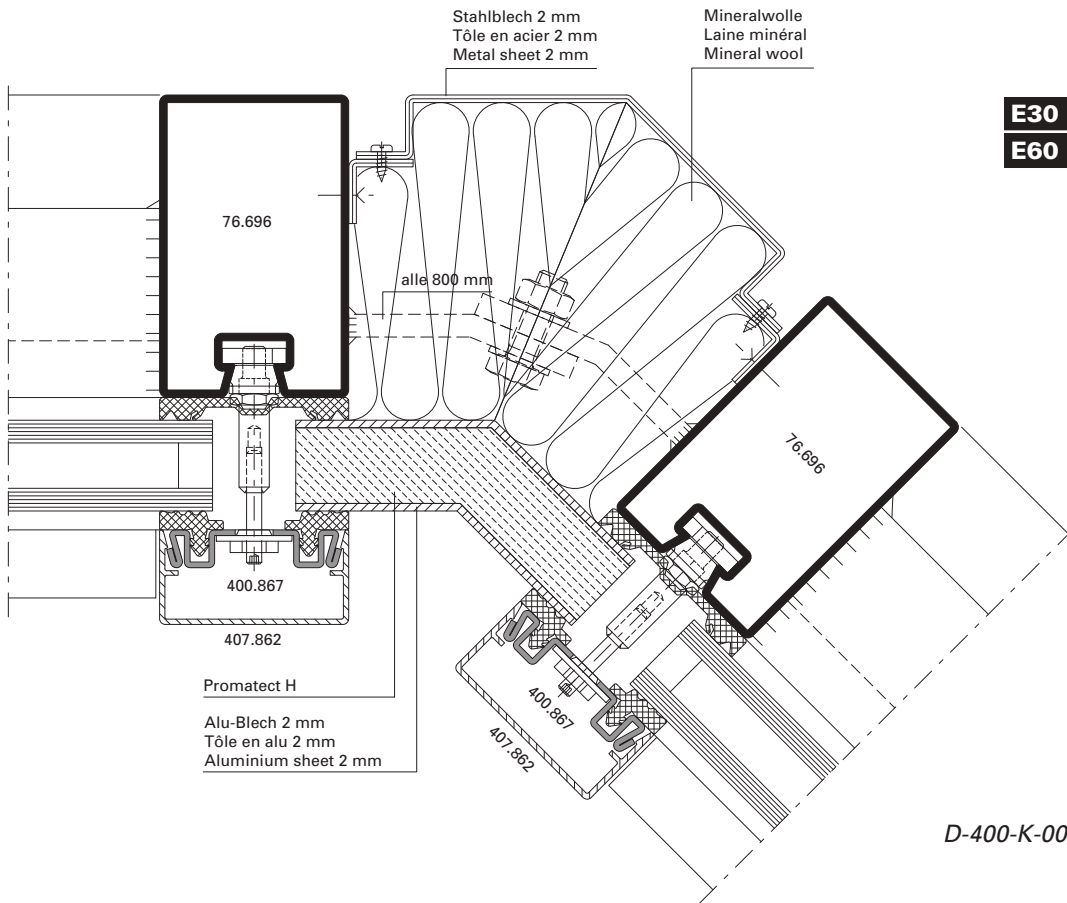 Stahlblech 2 mm
Tôle en acier 2 mm
Metal sheet 2 mm
Mineralwolle
Laine minéral
Mineral wool
E30
E60
76.696
alle 800 mm
76.696
400.867
407.862
400.867
407.862
Promatect H
Alu-Blech 2 mm
Tôle en alu 2 mm
Aluminium sheet 2 mm
D-400-K-00